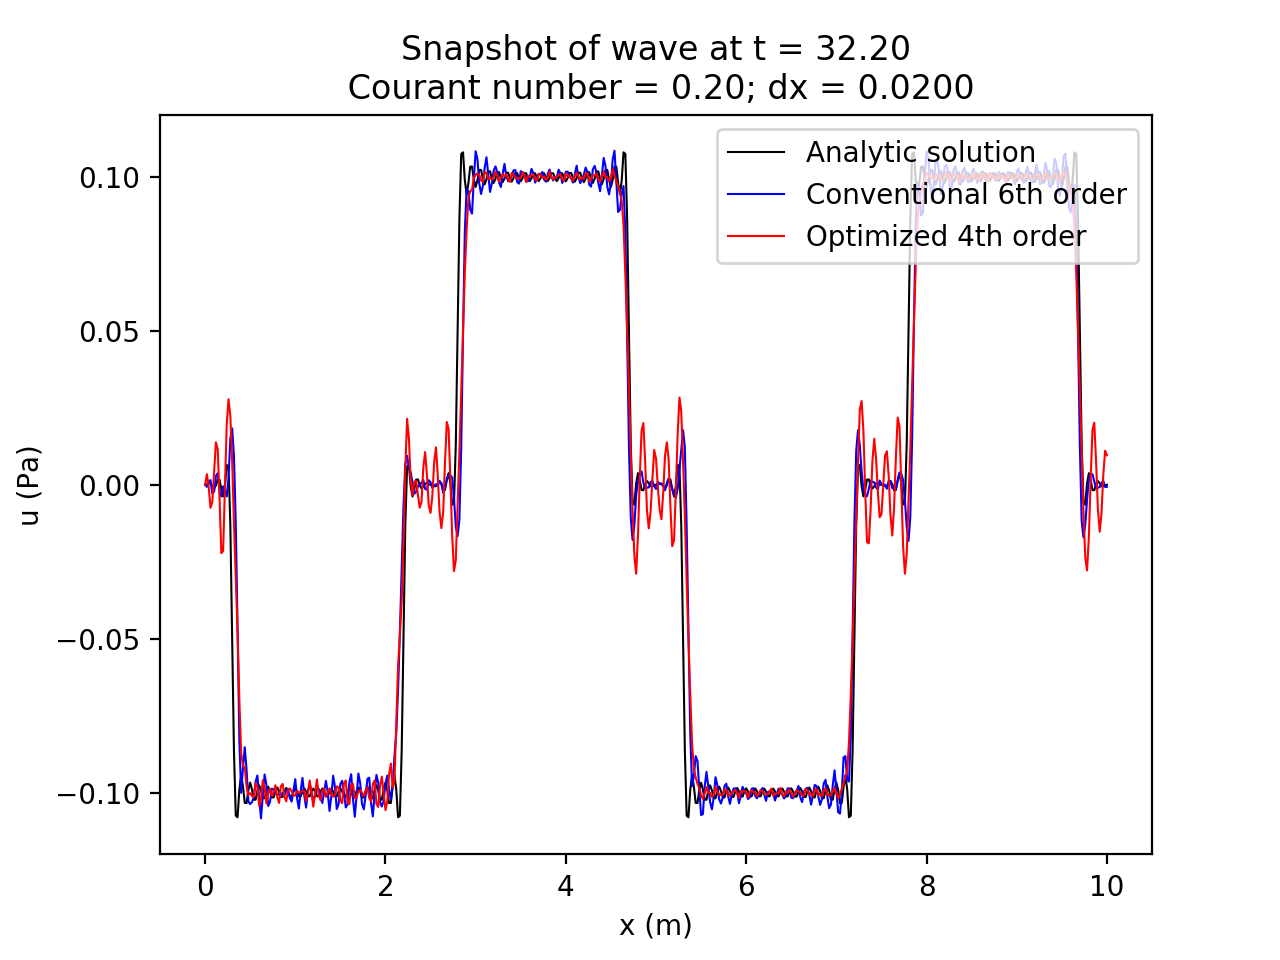 Snapshot of wave at t = 32.20
Courant number = 0.20; dx = 0.0200
Analytic solution
Conventional 6th order
Optimized 4th order
0.10
0.05
0.00
−0.05
−0.10
u (Pa)
0 2 4 6 8 10
x (m)